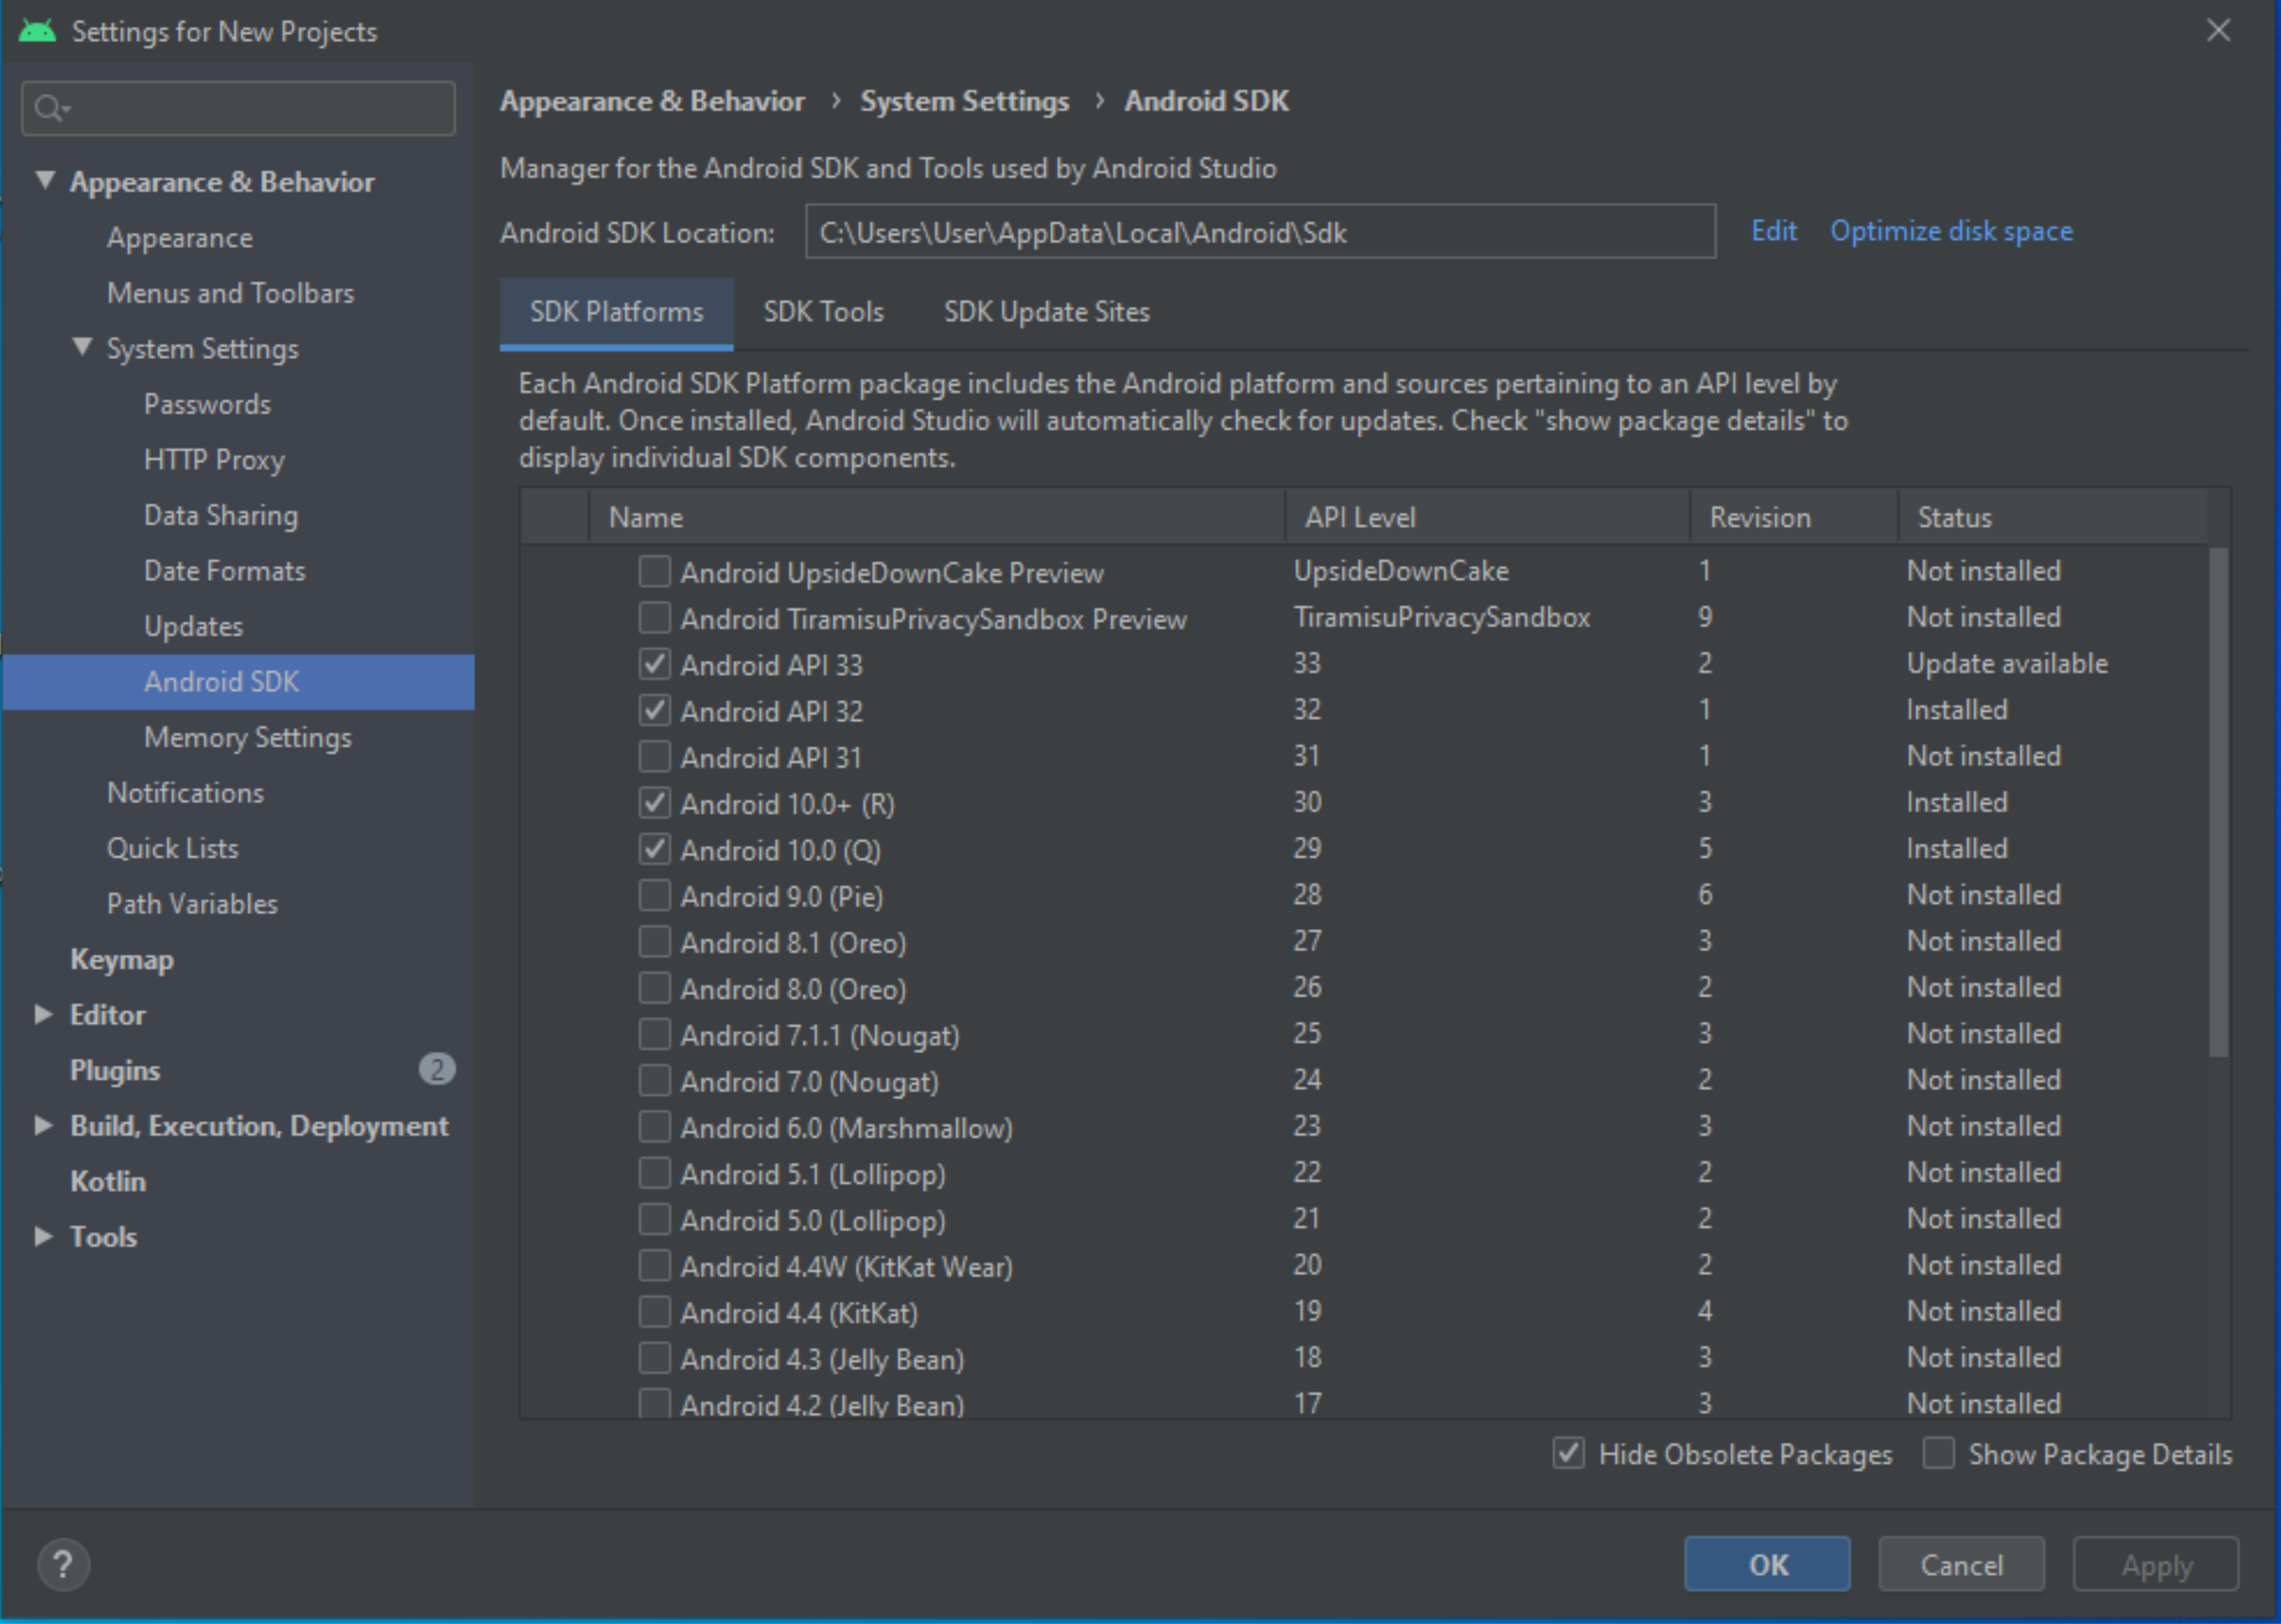 Settings for New Projects
Appearance & Behavior
Appearance
Menus and Toolbars
System Settings
Passwords
HTTP Proxy
Data Sharing
Date Formats
Updates
Android SDK
Memory Settings
Notifications
Quick Lists
Path Variables
Keymap
Editor
Plugins 2
Build, Execution, Deployment
Kotlin
Tools
Appearance & Behavior › System Settings › Android SDK
Manager for the Android SDK and Tools used by Android Studio
Android SDK Location: C:\Users\User\AppData\Local\Android\Sdk Edit Optimize disk space
SDK Platforms SDK Tools SDK Update Sites
Each Android SDK Platform package includes the Android platform and sources pertaining to an API level by
default. Once installed, Android Studio will automatically check for updates. Check "show package details" to
display individual SDK components.
Name API Level Revision Status
Android UpsideDownCake Preview UpsideDownCake 1 Not installed
Android TiramisuPrivacySandbox Preview TiramisuPrivacySandbox 9 Not installed
Android API 33 33 2 Update available
Android API 32 32 1 Installed
Android API 31 31 1 Not installed
Android 10.0+ (R) 30 3 Installed
Android 10.0 (Q) 29 5 Installed
Android 9.0 (Pie) 28 6 Not installed
Android 8.1 (Oreo) 27 3 Not installed
Android 8.0 (Oreo) 26 2 Not installed
Android 7.1.1 (Nougat) 25 3 Not installed
Android 7.0 (Nougat) 24 2 Not installed
Android 6.0 (Marshmallow) 23 3 Not installed
Android 5.1 (Lollipop) 22 2 Not installed
Android 5.0 (Lollipop) 21 2 Not installed
Android 4.4W (KitKat Wear) 20 2 Not installed
Android 4.4 (KitKat) 19 4 Not installed
Android 4.3 (Jelly Bean) 18 3 Not installed
Android 4.2 (Jelly Bean) 17 3 Not installed
Hide Obsolete Packages Show Package Details
? OK Cancel Apply